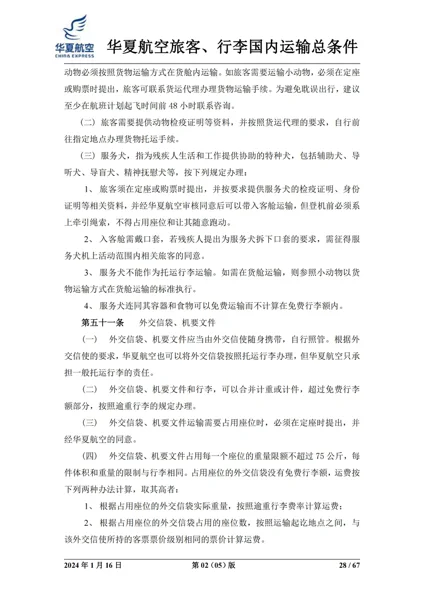 华夏航空
CHINA EXPRESS
华夏航空旅客、行李国内运输总条件
动物必须按照货物运输方式在货舱内运输。如旅客需要运输小动物，必须在定座
或购票时提出，旅客可联系货运代理办理货物运输手续。为避免耽误出行，建议
至少在航班计划起飞时间前 48 小时联系咨询。
(二) 旅客需要提供动物检疫证明等资料，并按照货运代理的要求，自行前
往指定地点办理货物托运手续。
(三) 服务犬，指为残疾人生活和工作提供协助的特种犬，包括辅助犬、导
听犬、导盲犬、精神抚慰犬等，按下列规定办理：
1、 旅客须在定座或购票时提出，并按要求提供服务犬的检疫证明、身份
证明等相关资料，并经华夏航空审核同意后可以带入客舱运输，但登机前必须系
上牵引绳索，不得占用座位和让其随意跑动。
2、 入客舱需戴口套，若残疾人提出为服务犬拆下口套的要求，需征得服
务犬机上活动范围内相关旅客的同意。
3、 服务犬不能作为托运行李运输。如需在货舱运输，则参照小动物以货
物运输方式在货舱运输的标准执行。
4、 服务犬连同其容器和食物可以免费运输而不计算在免费行李额内。
第五十一条 外交信袋、机要文件
(一) 外交信袋、机要文件应当由外交信使随身携带，自行照管。根据外
交信使的要求，华夏航空也可以将外交信袋按照托运行李办理，但华夏航空只承
担一般托运行李的责任。
(二) 外交信袋、机要文件和行李，可以合并计重或计件，超过免费行李
额部分，按照逾重行李的规定办理。
(三) 外交信袋、机要文件运输需要占用座位时，必须在定座时提出，并
经华夏航空的同意。
(四) 外交信袋、机要文件占用每一个座位的重量限额不超过 75 公斤，每
件体积和重量的限制与行李相同。占用座位的外交信袋没有免费行李额，运费按
下列两种办法计算，取其高者：
1、 根据占用座位的外交信袋实际重量，按照逾重行李费率计算运费；
2、 根据占用座位的外交信袋占用的座位数，按照运输起讫地点之间，与
该外交信使所持的客票票价级别相同的票价计算运费。
2024 年 1 月 16 日 第 02（05）版 28 / 67